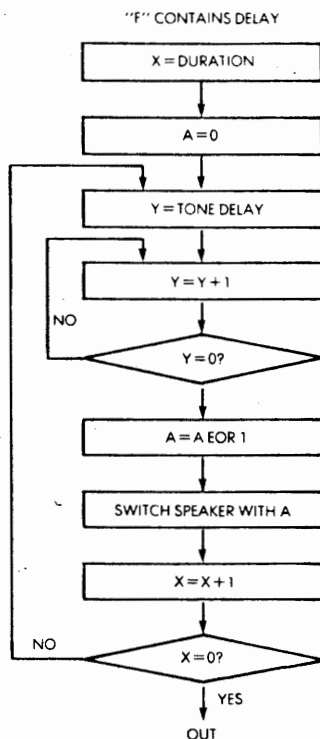 "F" CONTAINS DELAY
X=DURATION
A=0
Y=TONE DELAY
Y=Y+1
NO
Y=0?
A=A EOR 1
SWITCH SPEAKER WITH A
X=X+1
NO
X=0?
YES
OUT